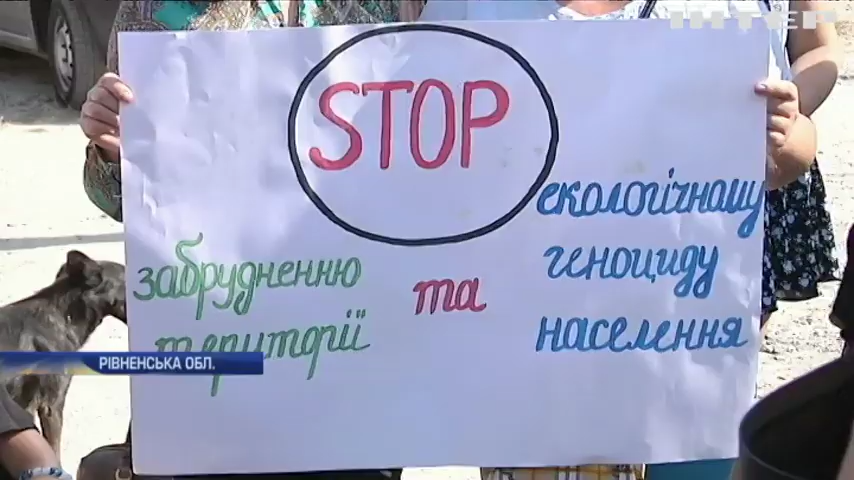 ІНТЕР
STOP
забрудненню
території
та
екологічному
геноциду
населення
РІВНЕНСЬКА ОБЛ.